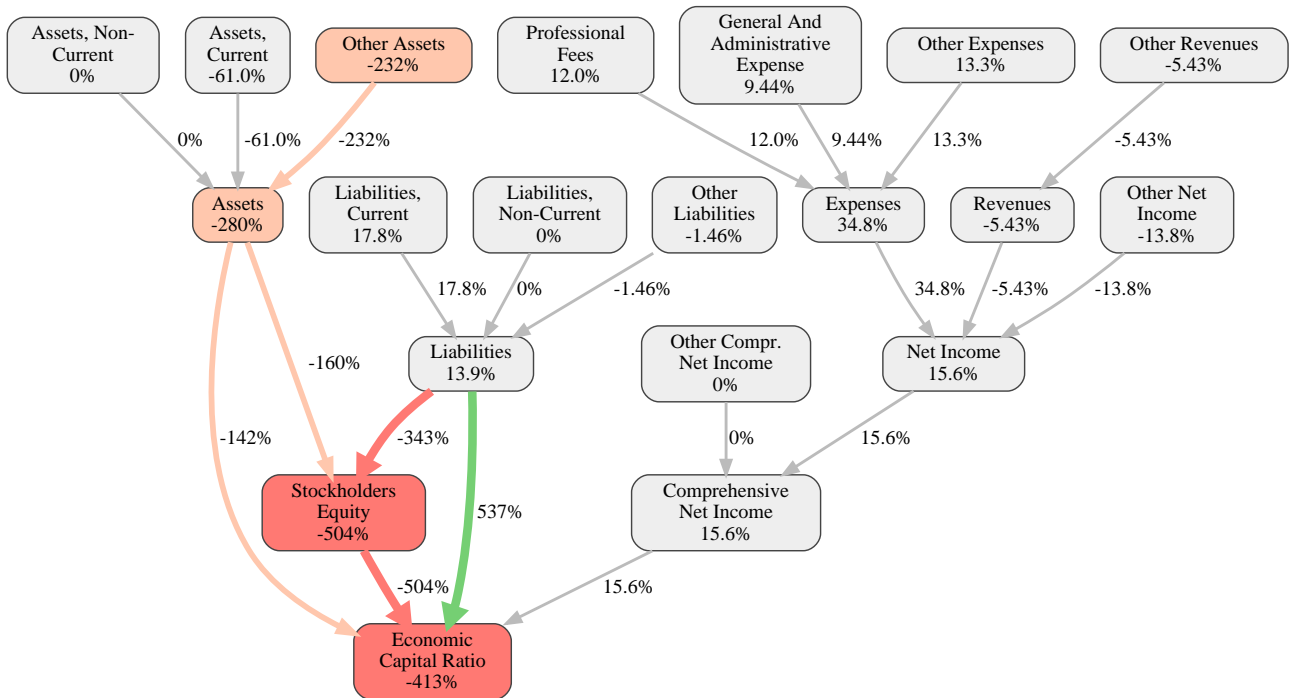 Assets, Non-
Current
0%
Assets,
Current
-61.0%
Other Assets
-232%
Professional
Fees
12.0%
General And
Administrative
Expense
9.44%
Other Expenses
13.3%
Other Revenues
-5.43%
0%
-61.0%
-232%
12.0%
9.44%
13.3%
-5.43%
Assets
-280%
Liabilities,
Current
17.8%
Liabilities,
Non-Current
0%
Other
Liabilities
-1.46%
Expenses
34.8%
Revenues
-5.43%
Other Net
Income
-13.8%
17.8%
0%
-1.46%
34.8%
-5.43%
-13.8%
-160%
Liabilities
13.9%
Other Compr.
Net Income
0%
Net Income
15.6%
-142%
-343%
0%
15.6%
Stockholders
Equity
-504%
537%
Comprehensive
Net Income
15.6%
-504%
15.6%
Economic
Capital Ratio
-413%